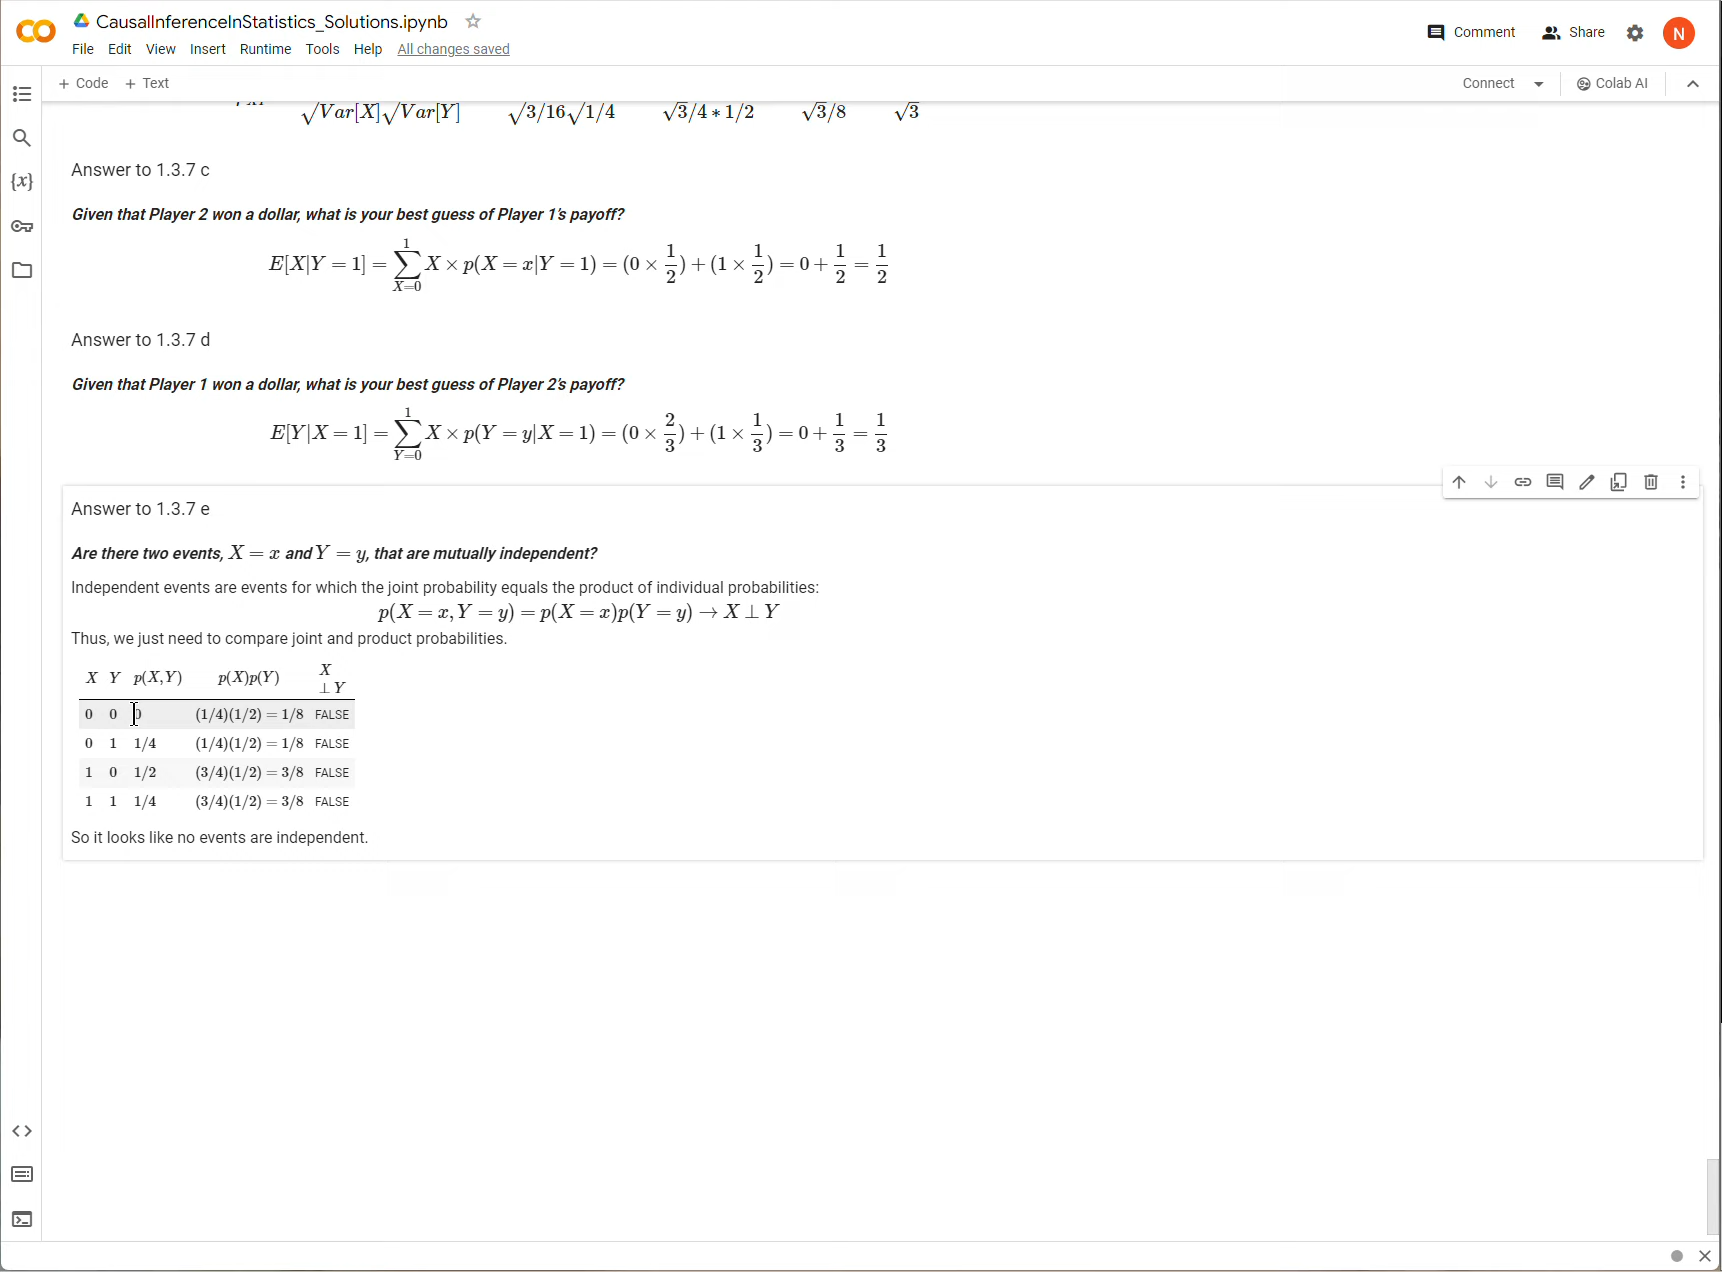 CausalInferenceInStatistics_Solutions.ipynb
File Edit View Insert Runtime Tools Help All changes saved
Comment Share N
+ Code + Text
Connect Colab AI
√Var[X]√Var[Y] √3/16√1/4 √3/4 * 1/2 √3/8 √3
Answer to 1.3.7 c
Given that Player 2 won a dollar, what is your best guess of Player 1's payoff?
E[X|Y = 1] = ∑_{X=0}^{1} X × p(X = x|Y = 1) = (0 × 1/2) + (1 × 1/2) = 0 + 1/2 = 1/2
Answer to 1.3.7 d
Given that Player 1 won a dollar, what is your best guess of Player 2's payoff?
E[Y|X = 1] = ∑_{Y=0}^{1} X × p(Y = y|X = 1) = (0 × 2/3) + (1 × 1/3) = 0 + 1/3 = 1/3
Answer to 1.3.7 e
Are there two events, X = x and Y = y, that are mutually independent?
Independent events are events for which the joint probability equals the product of individual probabilities:
p(X = x, Y = y) = p(X = x)p(Y = y) → X ⊥ Y
Thus, we just need to compare joint and product probabilities.
X Y p(X,Y) p(X)p(Y) X ⊥ Y
0 0 0 (1/4)(1/2) = 1/8 FALSE
0 1 1/4 (1/4)(1/2) = 1/8 FALSE
1 0 1/2 (3/4)(1/2) = 3/8 FALSE
1 1 1/4 (3/4)(1/2) = 3/8 FALSE
So it looks like no events are independent.